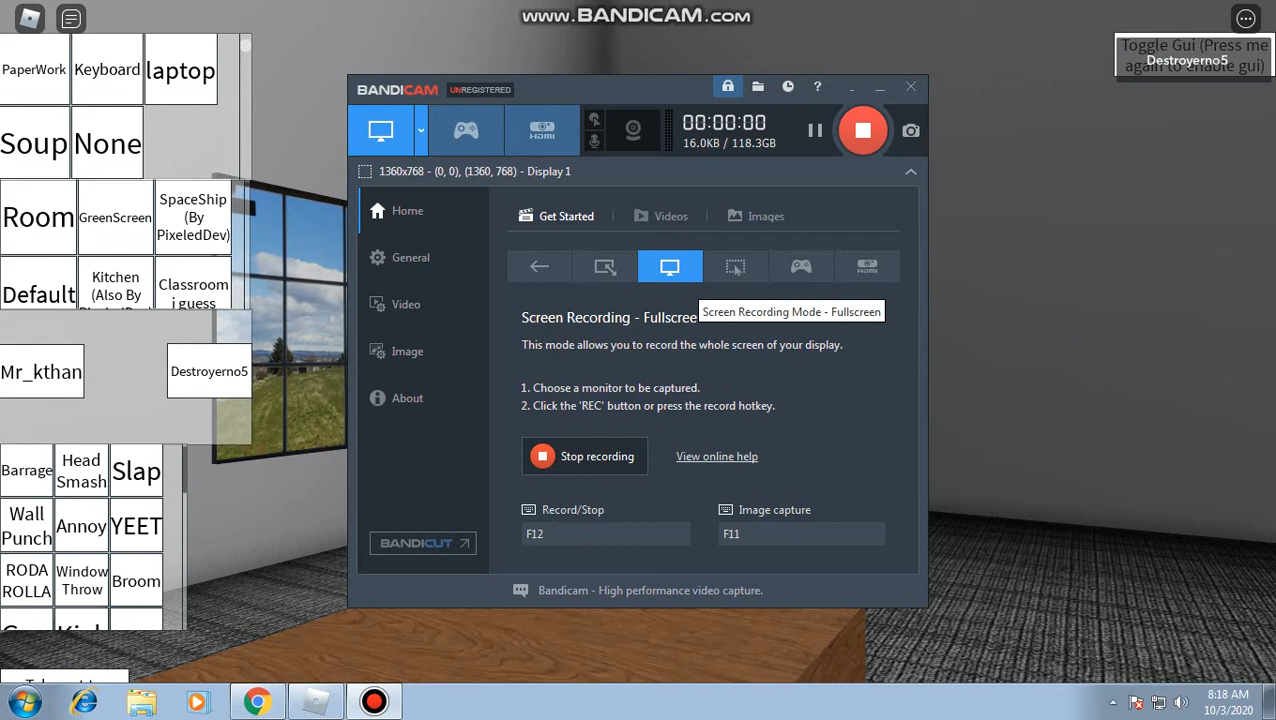 www.BANDICAM.com
Toggle Gui (Press me
again to enable gui)
Destroyerno5
PaperWork
Keyboard
laptop
Soup
None
Room
GreenScreen
SpaceShip
(By
PixeledDev)
Default
Kitchen
(Also By
PixeledDev)
Classroom
i guess
Mr_kthan
Destroyerno5
Barrage
Head
Smash
Slap
Wall
Punch
Annoy
YEET
RODA
ROLLA
Window
Throw
Broom
BANDICAM UNREGISTERED
?
HDMI
00:00:00
16.0KB / 118.3GB
1360x768 - (0, 0), (1360, 768) - Display 1
Home
General
Video
Image
About
BANDICUT
Get Started
Videos
Images
HDMI
Screen Recording Mode - Fullscreen
Screen Recording - Fullscree
This mode allows you to record the whole screen of your display.
1. Choose a monitor to be captured.
2. Click the 'REC' button or press the record hotkey.
Stop recording
View online help
Record/Stop
Image capture
F12
F11
Bandicam - High performance video capture.
8:18 AM
10/3/2020